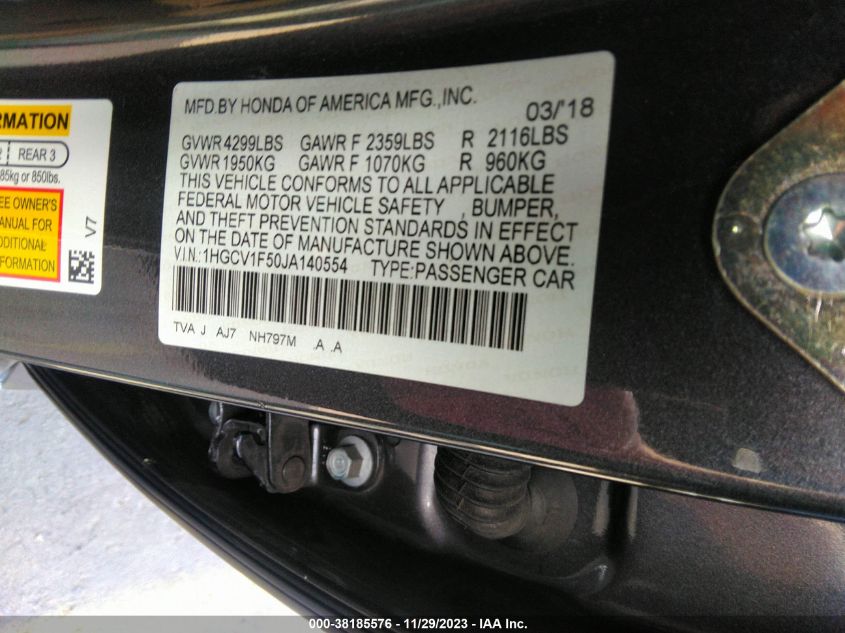 MFD.BY HONDA OF AMERICA MFG.,INC. 03/'18
GVWR 4299LBS GAWR F 2359LBS R 2116LBS
GVWR 1950KG GAWR F 1070KG R 960KG
THIS VEHICLE CONFORMS TO ALL APPLICABLE
FEDERAL MOTOR VEHICLE SAFETY , BUMPER,
AND THEFT PREVENTION STANDARDS IN EFFECT
ON THE DATE OF MANUFACTURE SHOWN ABOVE.
V.I.N.:1HGCV1F50JA140554 TYPE:PASSENGER CAR
TVA J AJ7 NH797M .A .A
RMATION
2 REAR 3
85kg or 850lbs.
EE OWNER'S
ANUAL FOR
DDITIONAL
FORMATION
V7
000-38185576 - 11/29/2023 - IAA Inc.